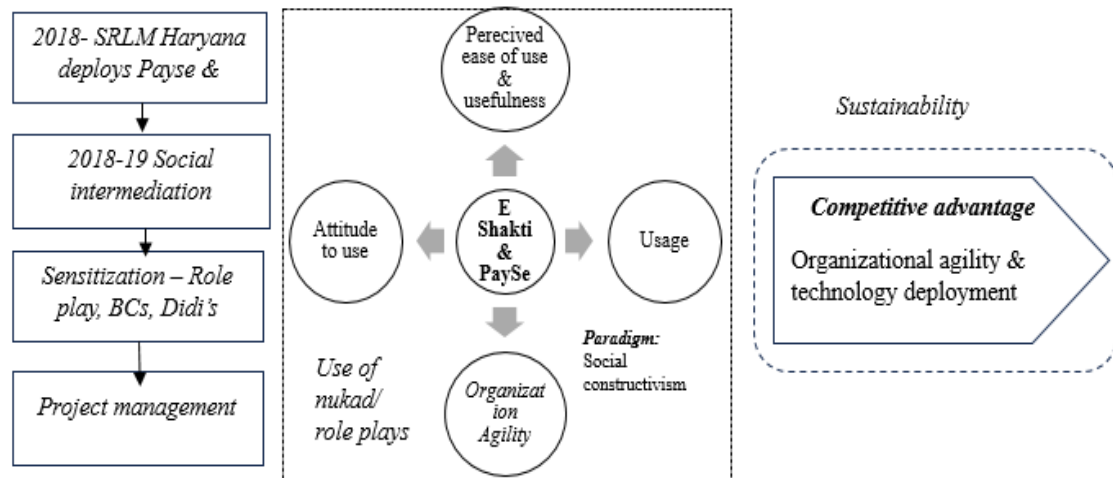 2018- SRLM Haryana
deploys Payse &
2018-19 Social
intermediation
Sensitization – Role
play, BCs, Didi's
Project management
Perecived
ease of use
&
usefulness
Attitude
to use
E
Shakti
&
PaySe
Usage
Use of
nukad/
role plays
Organizat
ion
Agility
Paradigm:
Social
constructivism
Sustainability
Competitive advantage
Organizational agility &
technology deployment